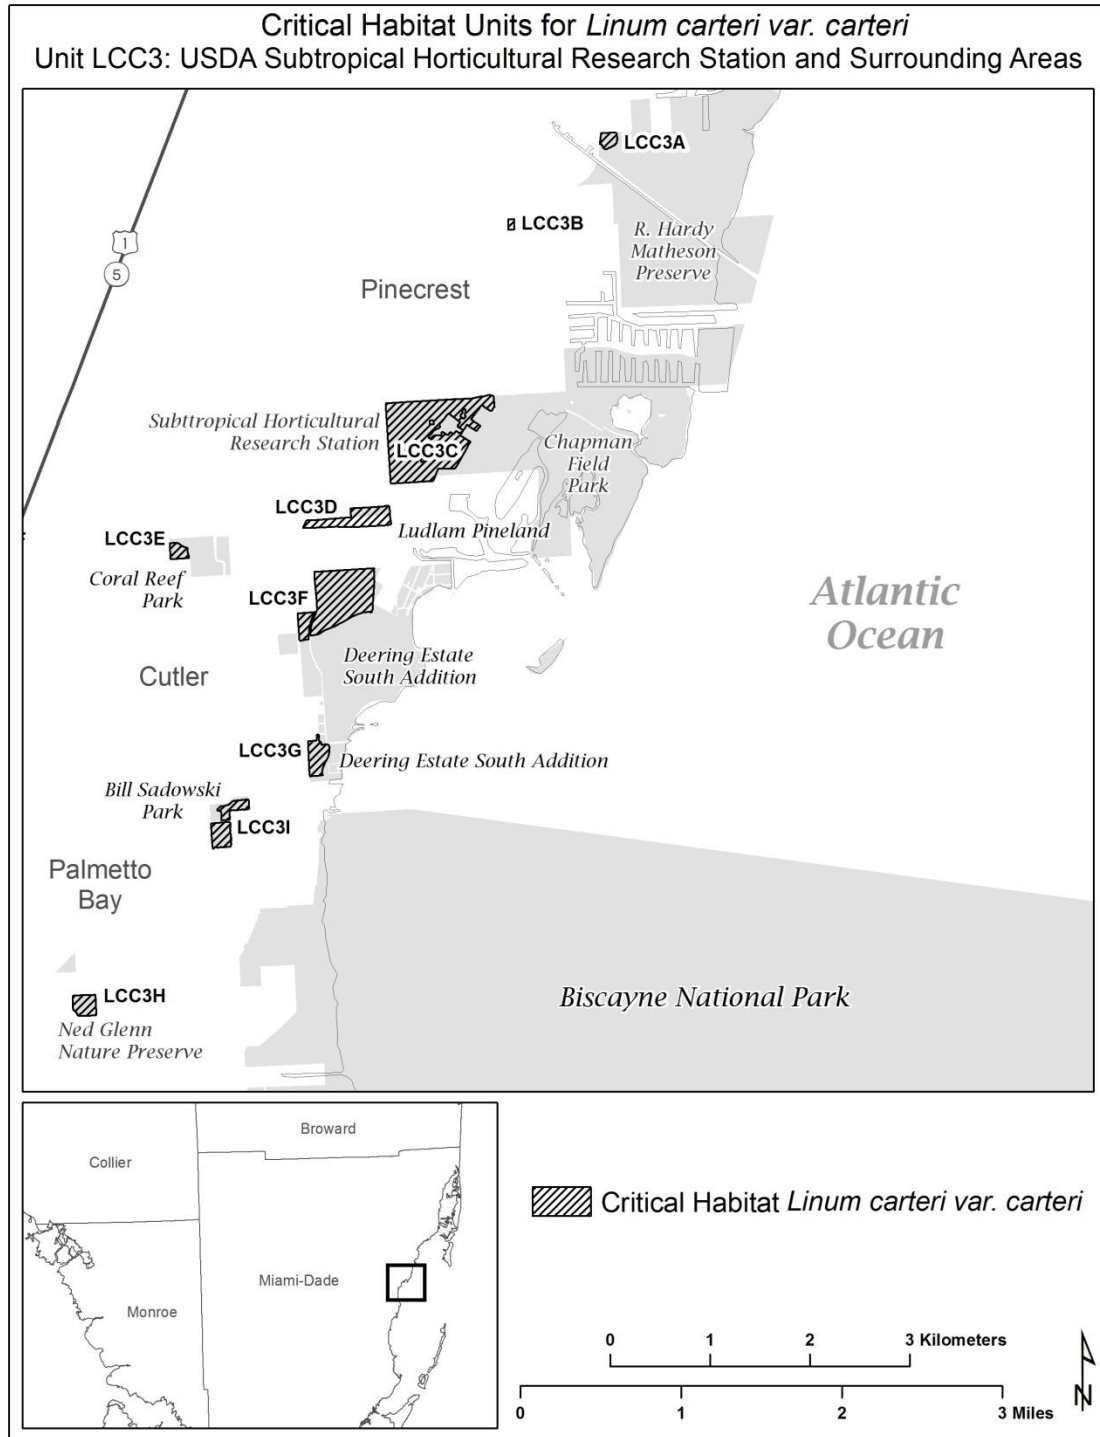 Critical Habitat Units for Linum carteri var. carteri
Unit LCC3: USDA Subtropical Horticultural Research Station and Surrounding Areas
LCC3A
LCC3B
R. Hardy
Matheson
Preserve
1
5
Pinecrest
Subttropical Horticultural
Research Station
LCC3C
Chapman
Field
Park
LCC3D
Ludlam Pineland
LCC3E
Coral Reef
Park
LCC3F
Atlantic
Ocean
Deering Estate
South Addition
Cutler
LCC3G
Deering Estate South Addition
Bill Sadowski
Park
LCC3I
Palmetto
Bay
LCC3H
Biscayne National Park
Ned Glenn
Nature Preserve
Broward
Collier
Miami-Dade
Monroe
Critical Habitat Linum carteri var. carteri
0 1 2 3 Kilometers
0 1 2 3 Miles
N